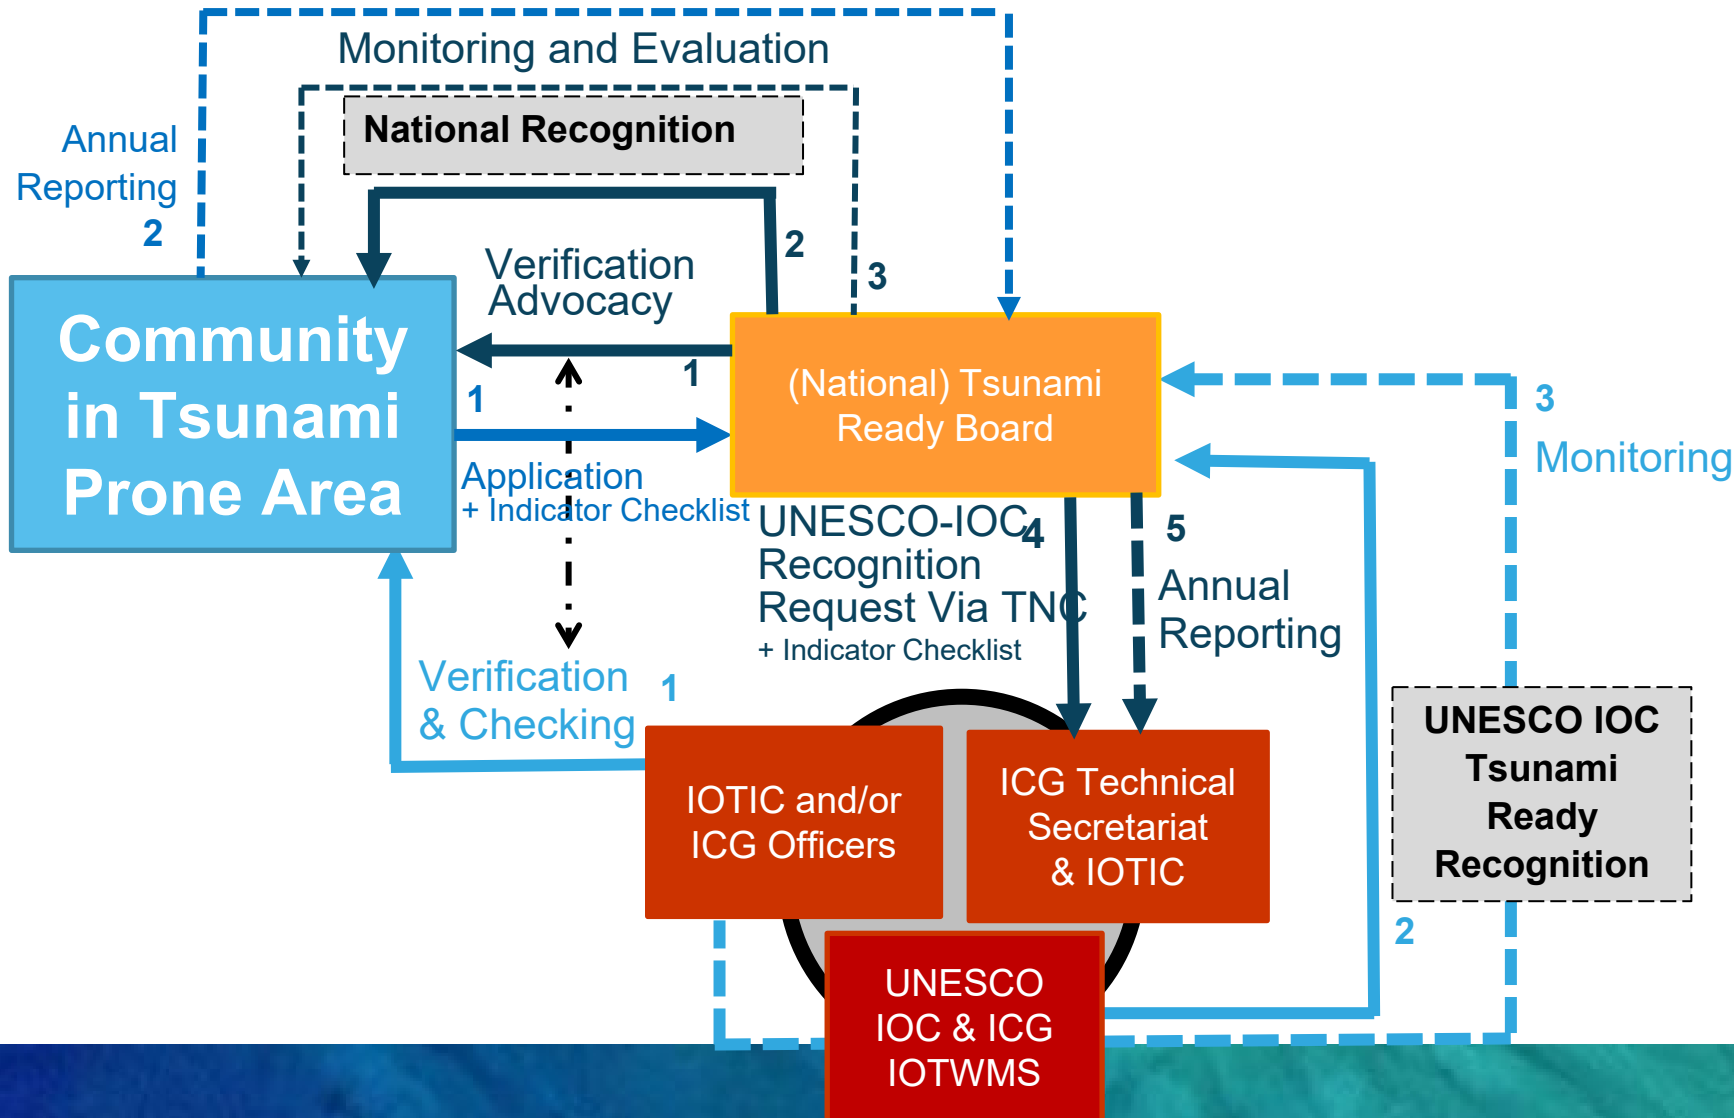 Monitoring and Evaluation
National Recognition
Annual
Reporting
2
Verification
Advocacy
2
3
Community
in Tsunami
Prone Area
1
1
(National) Tsunami
Ready Board
3
Monitoring
Application
+ Indicator Checklist
UNESCO-IOC
Recognition
Request Via TNC
+ Indicator Checklist
4
5
Annual
Reporting
Verification
& Checking
1
IOTIC and/or
ICG Officers
ICG Technical
Secretariat
& IOTIC
UNESCO IOC
Tsunami
Ready
Recognition
2
UNESCO
IOC & ICG
IOTWMS